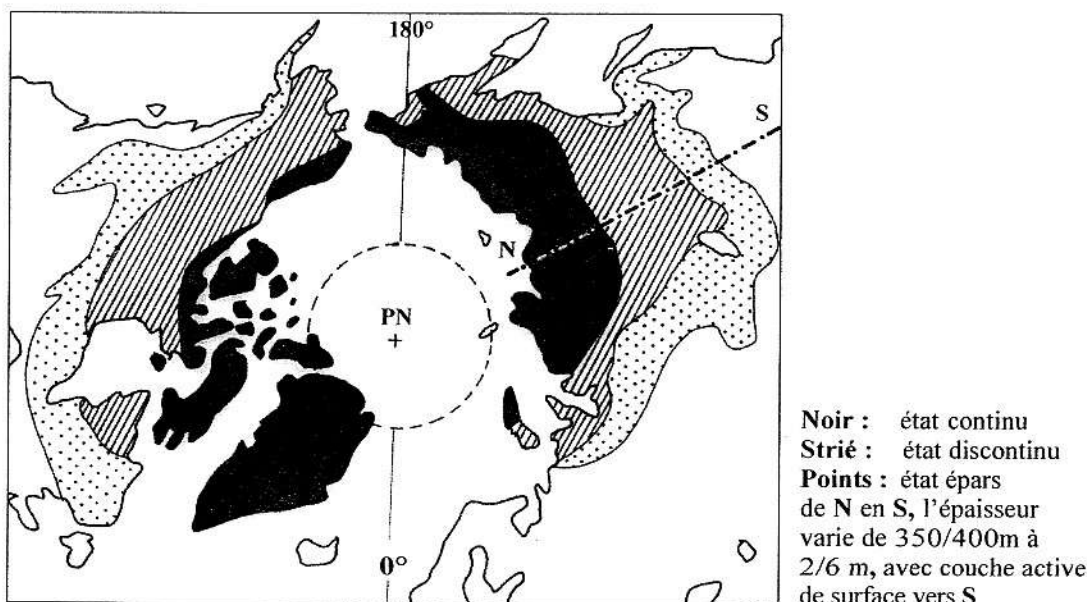 180°
S
N
PN
+
0°
Noir : état continu
Strié : état discontinu
Points : état épars
de N en S, l'épaisseur
varie de 350/400m à
2/6 m, avec couche active
de surface vers S